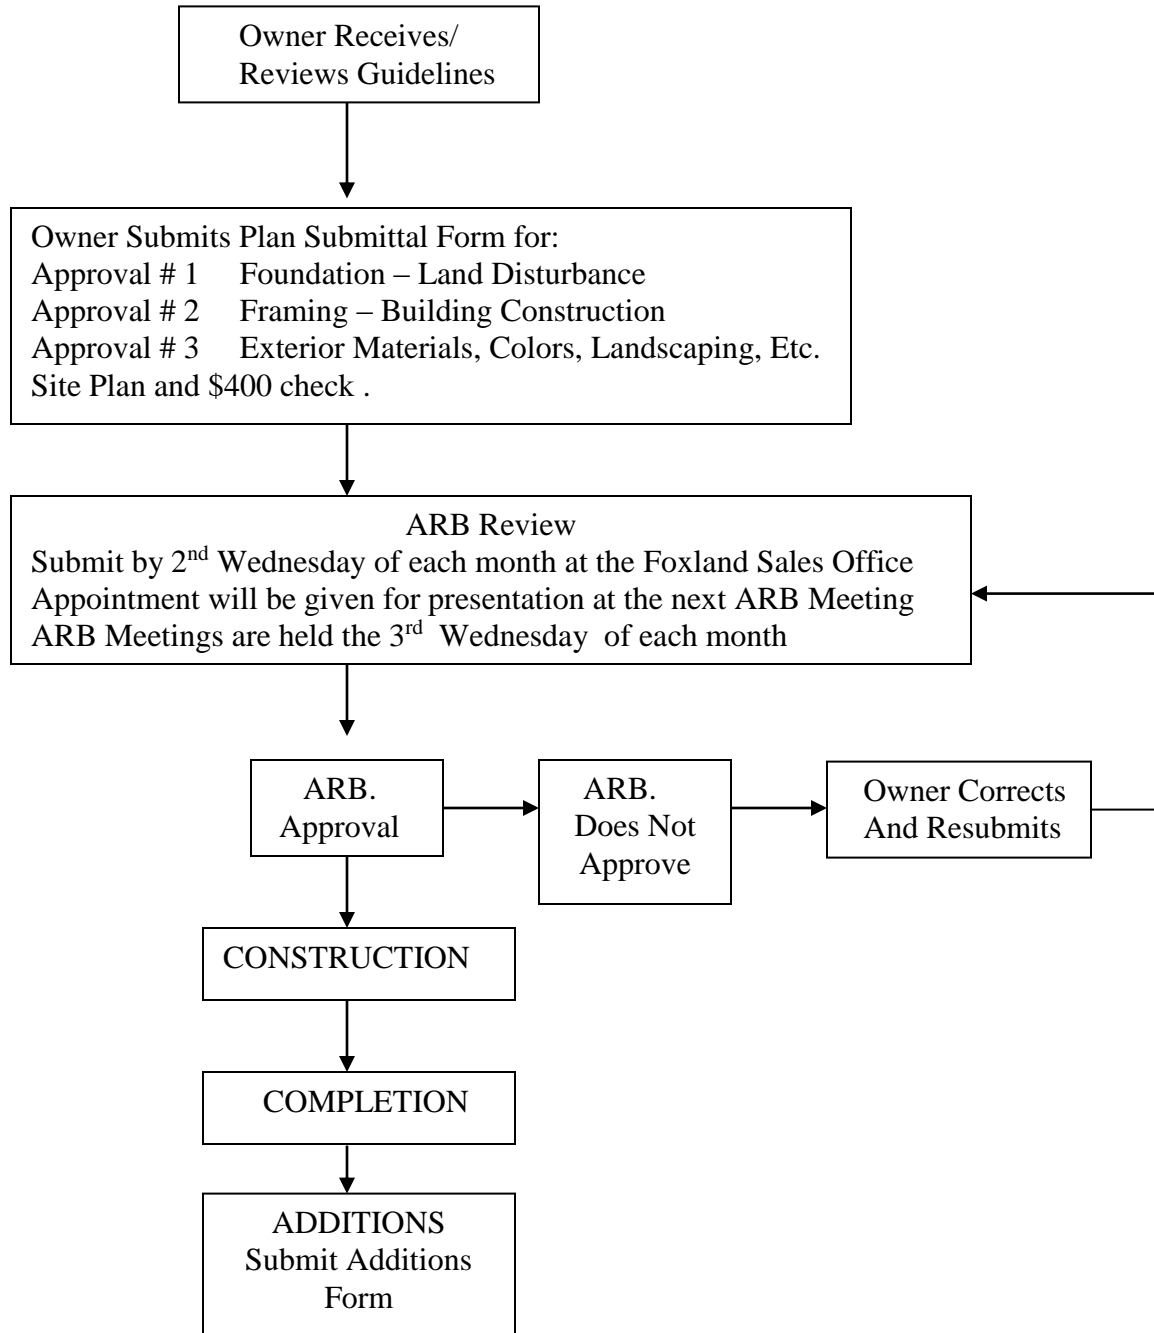 Owner Receives/
Reviews Guidelines
Owner Submits Plan Submittal Form for:
Approval # 1 Foundation – Land Disturbance
Approval # 2 Framing – Building Construction
Approval # 3 Exterior Materials, Colors, Landscaping, Etc.
Site Plan and $400 check .
ARB Review
Submit by 2nd Wednesday of each month at the Foxland Sales Office
Appointment will be given for presentation at the next ARB Meeting
ARB Meetings are held the 3rd Wednesday of each month
ARB.
Approval
ARB.
Does Not
Approve
Owner Corrects
And Resubmits
CONSTRUCTION
COMPLETION
ADDITIONS
Submit Additions
Form